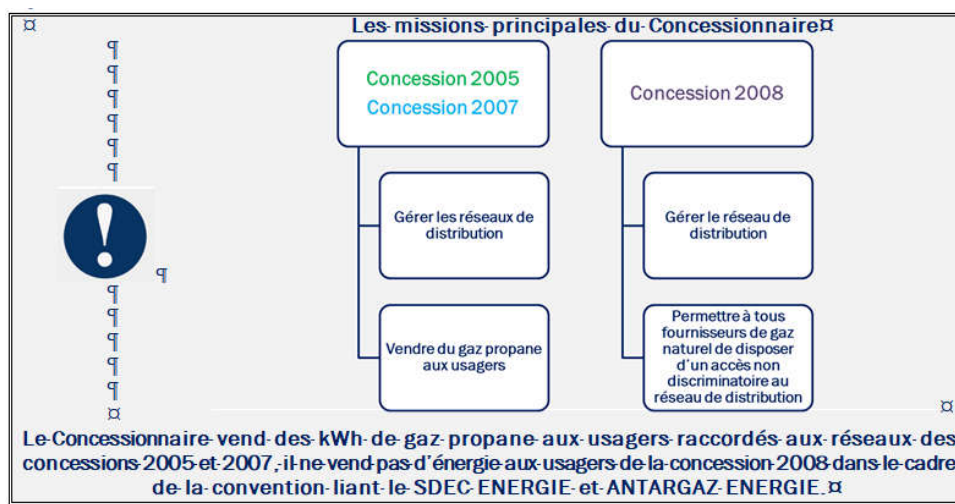 Les missions principales du Concessionnaire¤
Concession 2005
Concession 2007
Concession 2008
Gérer les réseaux de
distribution
Gérer le réseau de
distribution
Vendre du gaz propane
aux usagers
Permettre à tous
fournisseurs de gaz
naturel de disposer
d'un accès non
discriminatoire au
réseau de distribution
Le Concessionnaire vend des kWh de gaz propane aux usagers raccordés aux réseaux des
concessions 2005 et 2007, il ne vend pas d'énergie aux usagers de la concession 2008 dans le cadre
de la convention liant le SDEC ENERGIE et ANTARGAZ ENERGIE.¤